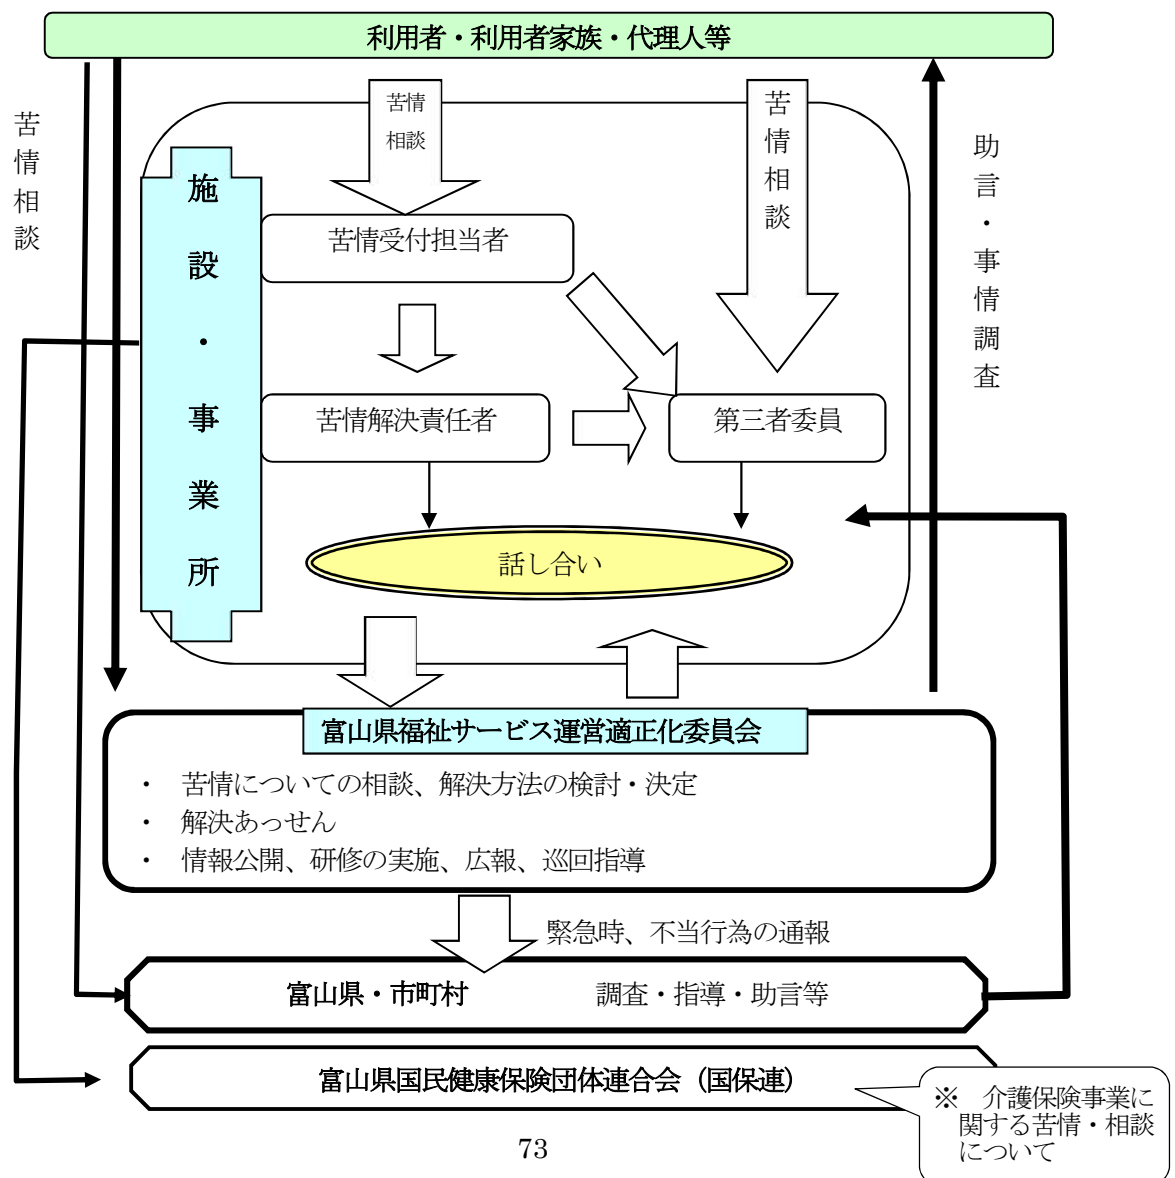 利用者・利用者家族・代理人等
苦情相談
苦情
相談
苦情相談
助言・事情調査
施設・事業所
苦情受付担当者
苦情解決責任者
第三者委員
話し合い
富山県福祉サービス運営適正化委員会
・ 苦情についての相談、解決方法の検討・決定
・ 解決あっせん
・ 情報公開、研修の実施、広報、巡回指導
緊急時、不当行為の通報
富山県・市町村 調査・指導・助言等
富山県国民健康保険団体連合会（国保連）
※ 介護保険事業に
関する苦情・相談
について
73